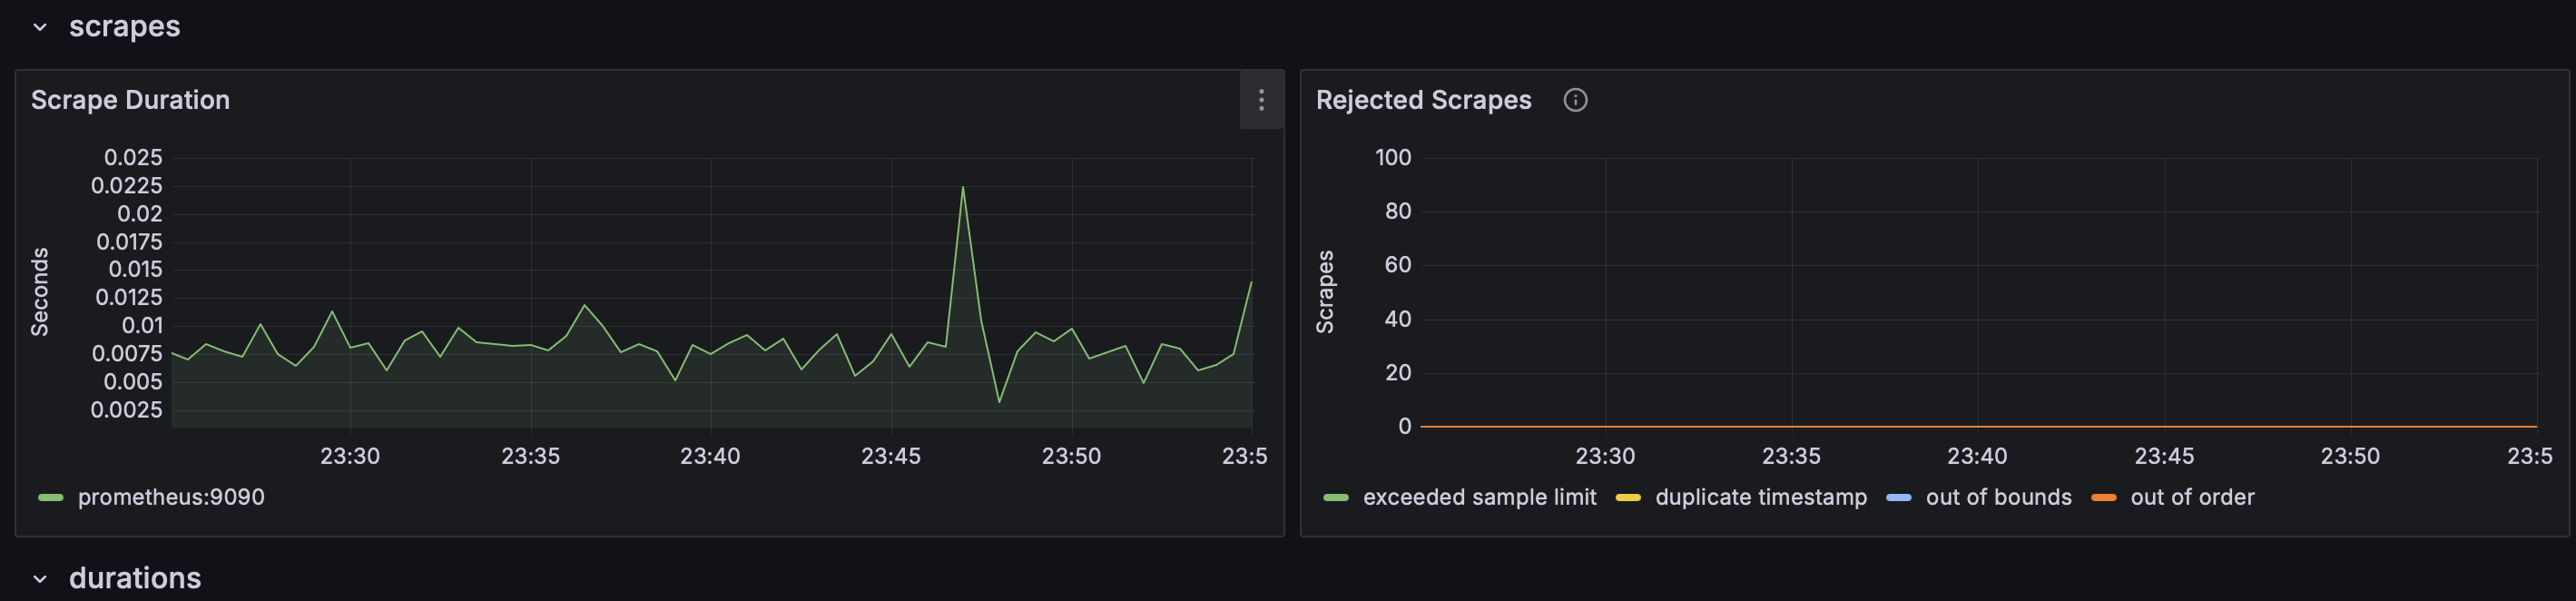 scrapes
Scrape Duration
Seconds
0.025
0.0225
0.02
0.0175
0.015
0.0125
0.01
0.0075
0.005
0.0025
23:30 23:35 23:40 23:45 23:50 23:5
prometheus:9090
Rejected Scrapes
Scrapes
100
80
60
40
20
0
23:30 23:35 23:40 23:45 23:50 23:5
exceeded sample limit duplicate timestamp out of bounds out of order
durations